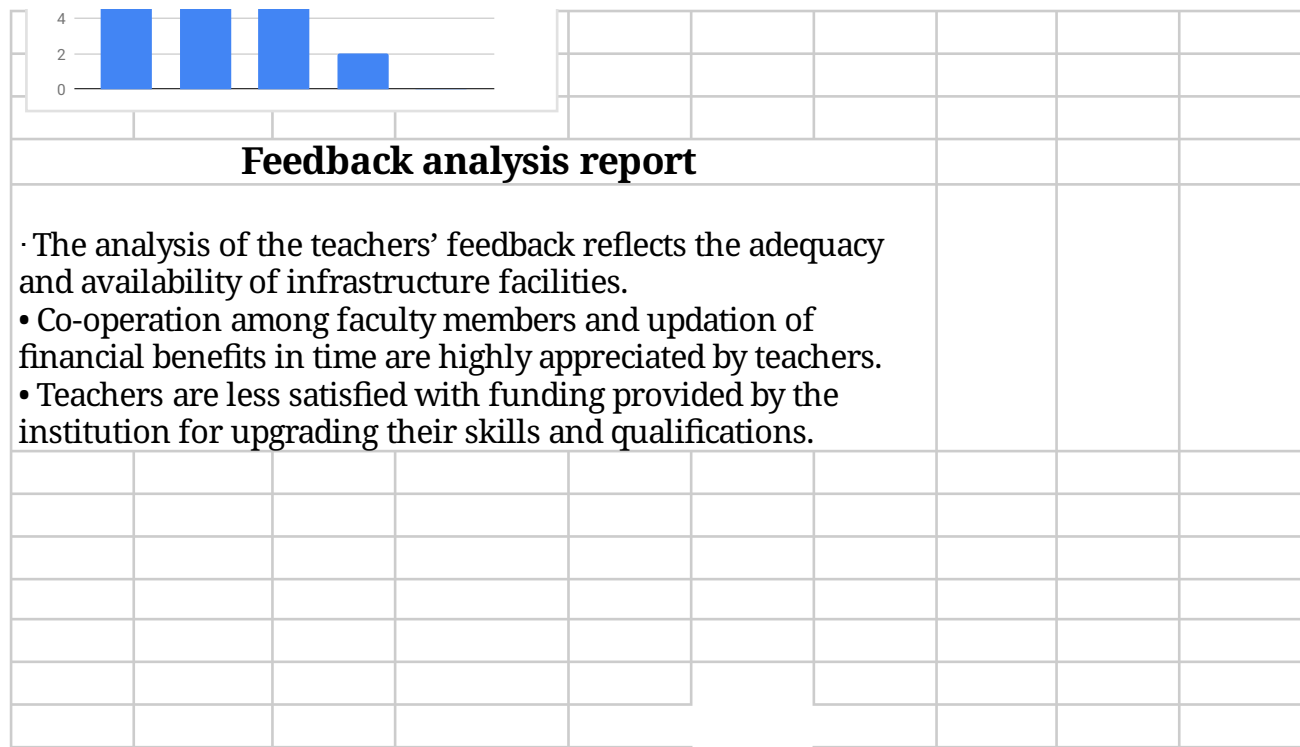 4
2
0
Feedback analysis report
· The analysis of the teachers’ feedback reflects the adequacy
and availability of infrastructure facilities.
• Co-operation among faculty members and updation of
financial benefits in time are highly appreciated by teachers.
• Teachers are less satisfied with funding provided by the
institution for upgrading their skills and qualifications.